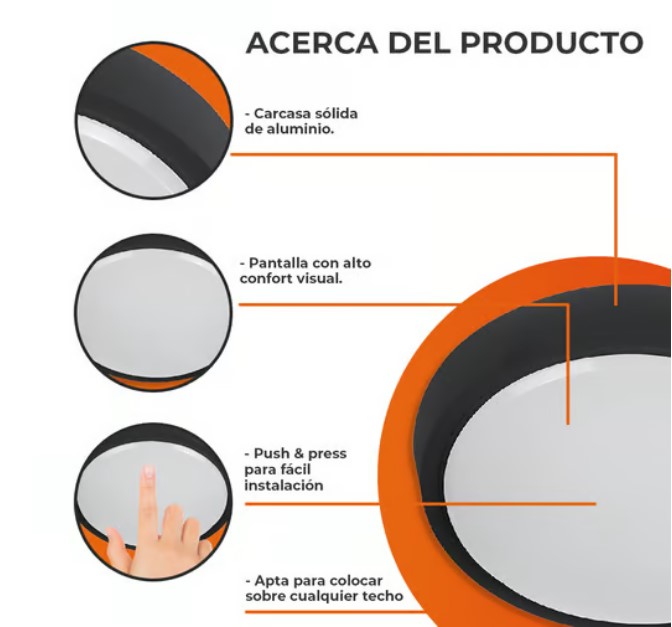 ACERCA DEL PRODUCTO
- Carcasa sólida
de aluminio.
- Pantalla con alto
confort visual.
- Push & press
para fácil
instalación
- Apta para colocar
sobre cualquier techo